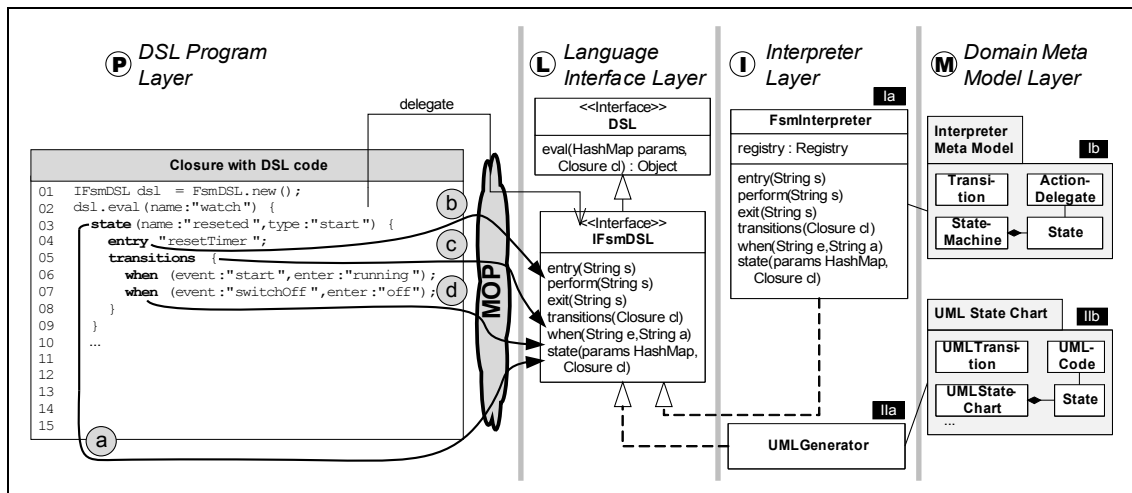 P DSL Program
Layer
L Language
Interface Layer
I Interpreter
Layer
M Domain Meta
Model Layer
delegate
Closure with DSL code
01 IFsmDSL dsl = FsmDSL.new();
02 dsl.eval(name:"watch") {
03 state(name:"reseted",type:"start") {
04 entry "resetTimer";
05 transitions {
06 when (event:"start",enter:"running");
07 when (event:"switchOff",enter:"off");
08 }
09 }
10 ...
11
12
13
14
15
a
b
c
d
MOP
<<Interface>>
DSL
eval(HashMap params,
Closure cl) : Object
<<Interface>>
IFsmDSL
entry(String s)
perform(String s)
exit(String s)
transitions(Closure cl)
when(String e,String a)
state(params HashMap,
Closure cl)
Ia
FsmInterpreter
registry : Registry
entry(String s)
perform(String s)
exit(String s)
transitions(Closure cl)
when(String e,String a)
state(params HashMap,
Closure cl)
IIa
UMLGenerator
Interpreter
Meta Model
Ib
Transi-
tion
Action-
Delegate
State-
Machine
State
UML State Chart
IIb
UMLTransi-
tion
UML-
Code
UMLState-
Chart
State
...